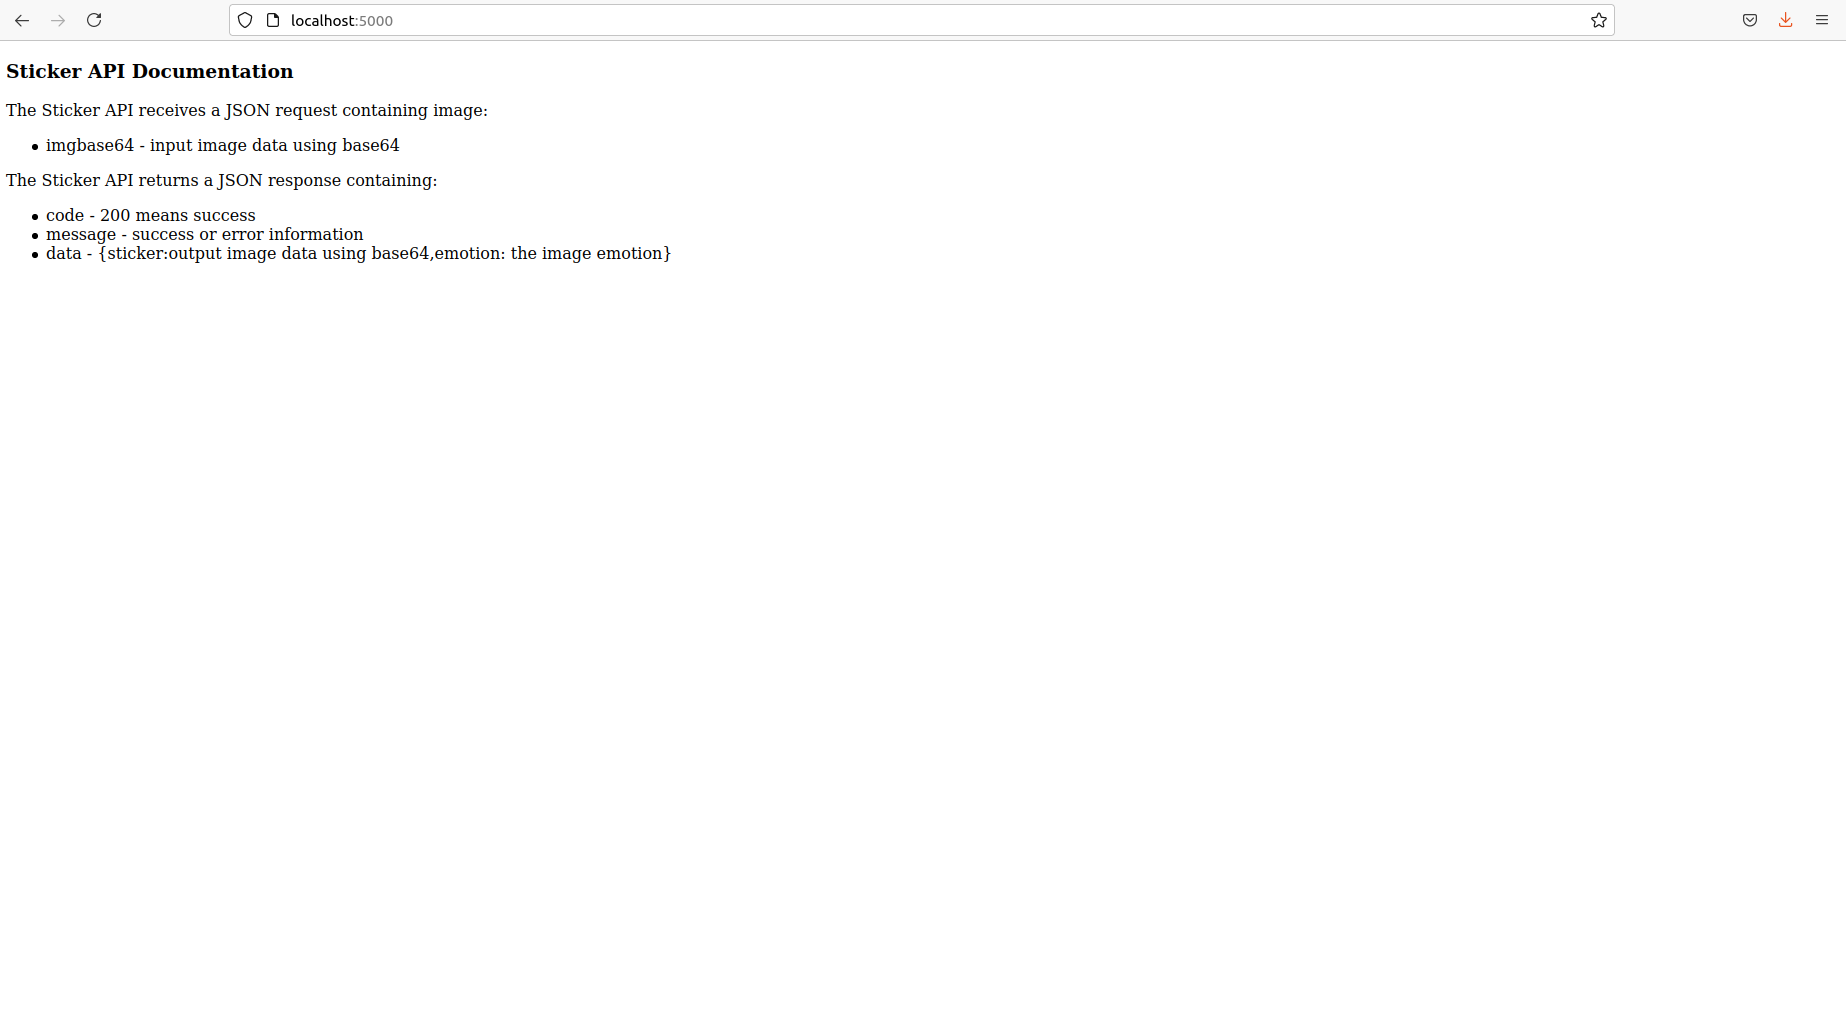 localhost:5000
Sticker API Documentation
The Sticker API receives a JSON request containing image:
imgbase64 - input image data using base64
The Sticker API returns a JSON response containing:
code - 200 means success
message - success or error information
data - {sticker:output image data using base64,emotion: the image emotion}